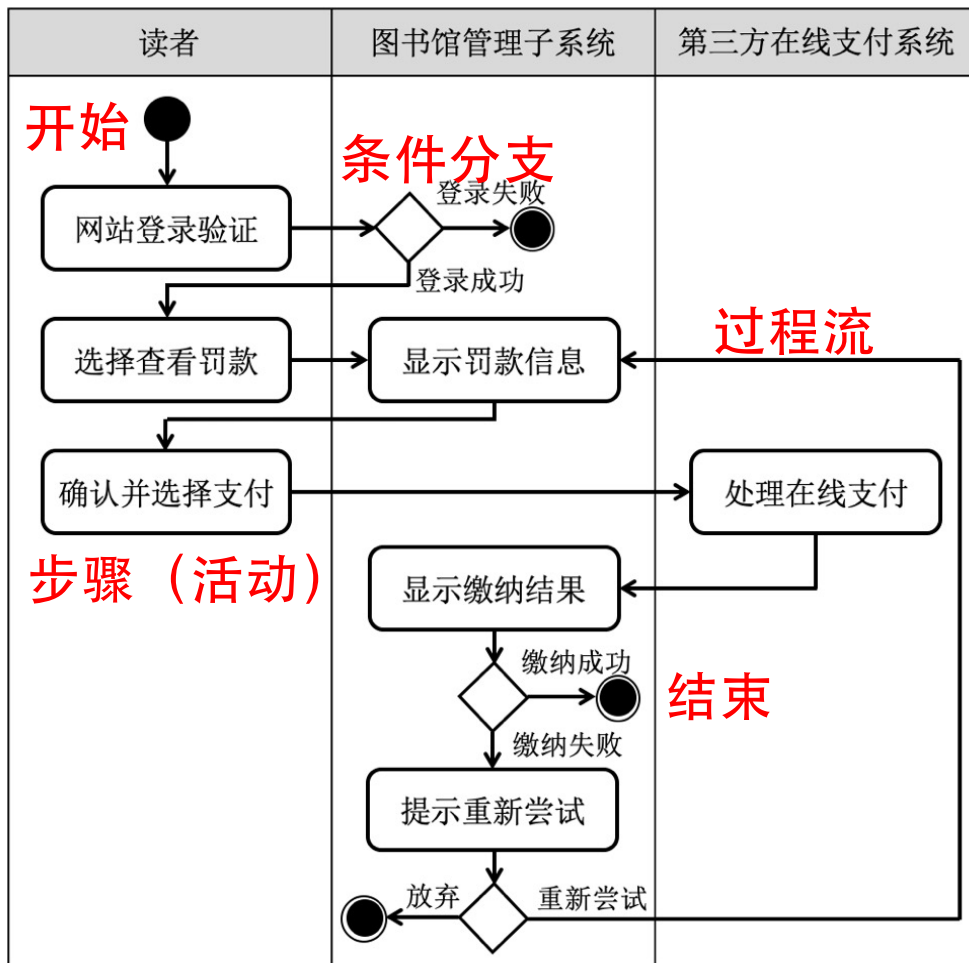 读者
图书馆管理子系统
第三方在线支付系统
开始
条件分支
登录失败
网站登录验证
登录成功
过程流
选择查看罚款
显示罚款信息
确认并选择支付
处理在线支付
步骤（活动）
显示缴纳结果
缴纳成功
结束
缴纳失败
提示重新尝试
放弃
重新尝试